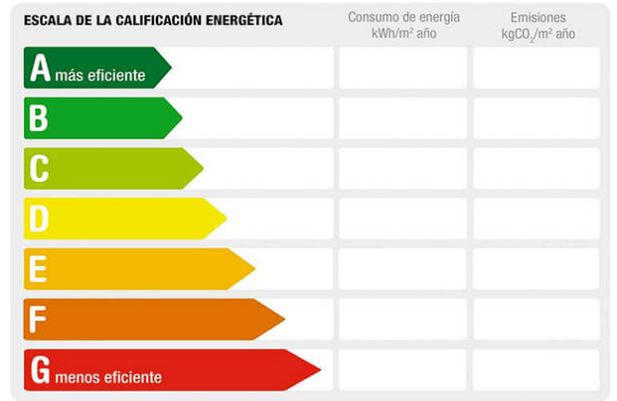 ESCALA DE LA CALIFICACIÓN ENERGÉTICA
Consumo de energía
kWh/m² año
Emisiones
kgCO₂/m² año
A más eficiente
B
C
D
E
F
G menos eficiente